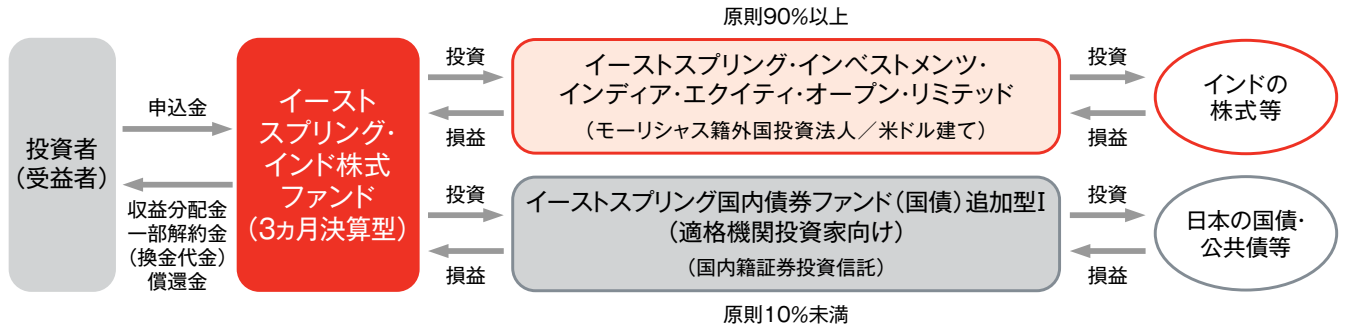 原則90%以上
投資者
(受益者)
申込金
収益分配金
一部解約金
(換金代金)
償還金
イースト
スプリング・
インド株式
ファンド
(3ヵ月決算型)
投資
損益
イーストスプリング・インベストメンツ・
インディア・エクイティ・オープン・リミテッド
(モーリシャス籍外国投資法人／米ドル建て)
投資
損益
インドの
株式等
投資
損益
イーストスプリング国内債券ファンド(国債)追加型I
(適格機関投資家向け)
(国内籍証券投資信託)
投資
損益
日本の国債・
公共債等
原則10%未満